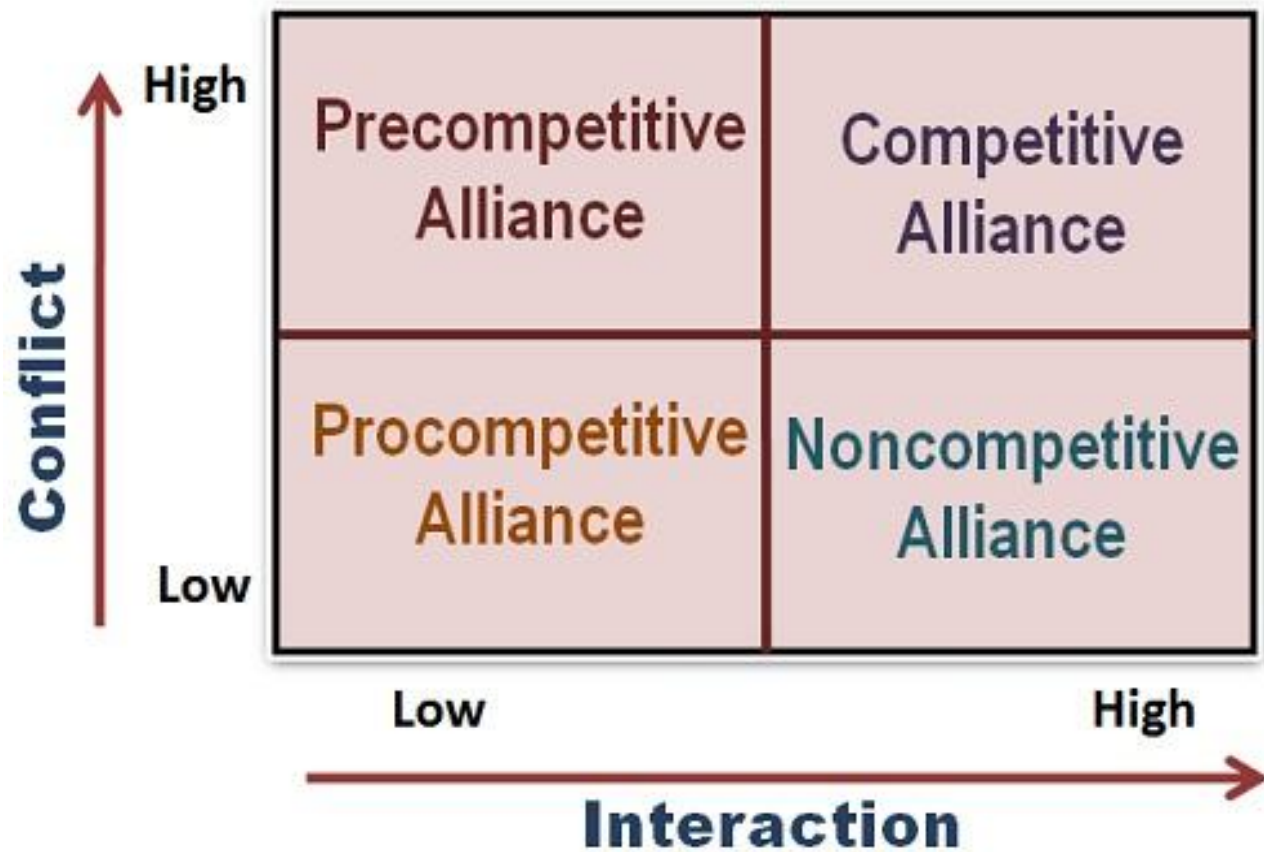 High
Precompetitive
Alliance
Competitive
Alliance
Conflict
Procompetitive
Alliance
Noncompetitive
Alliance
Low
Low
High
Interaction